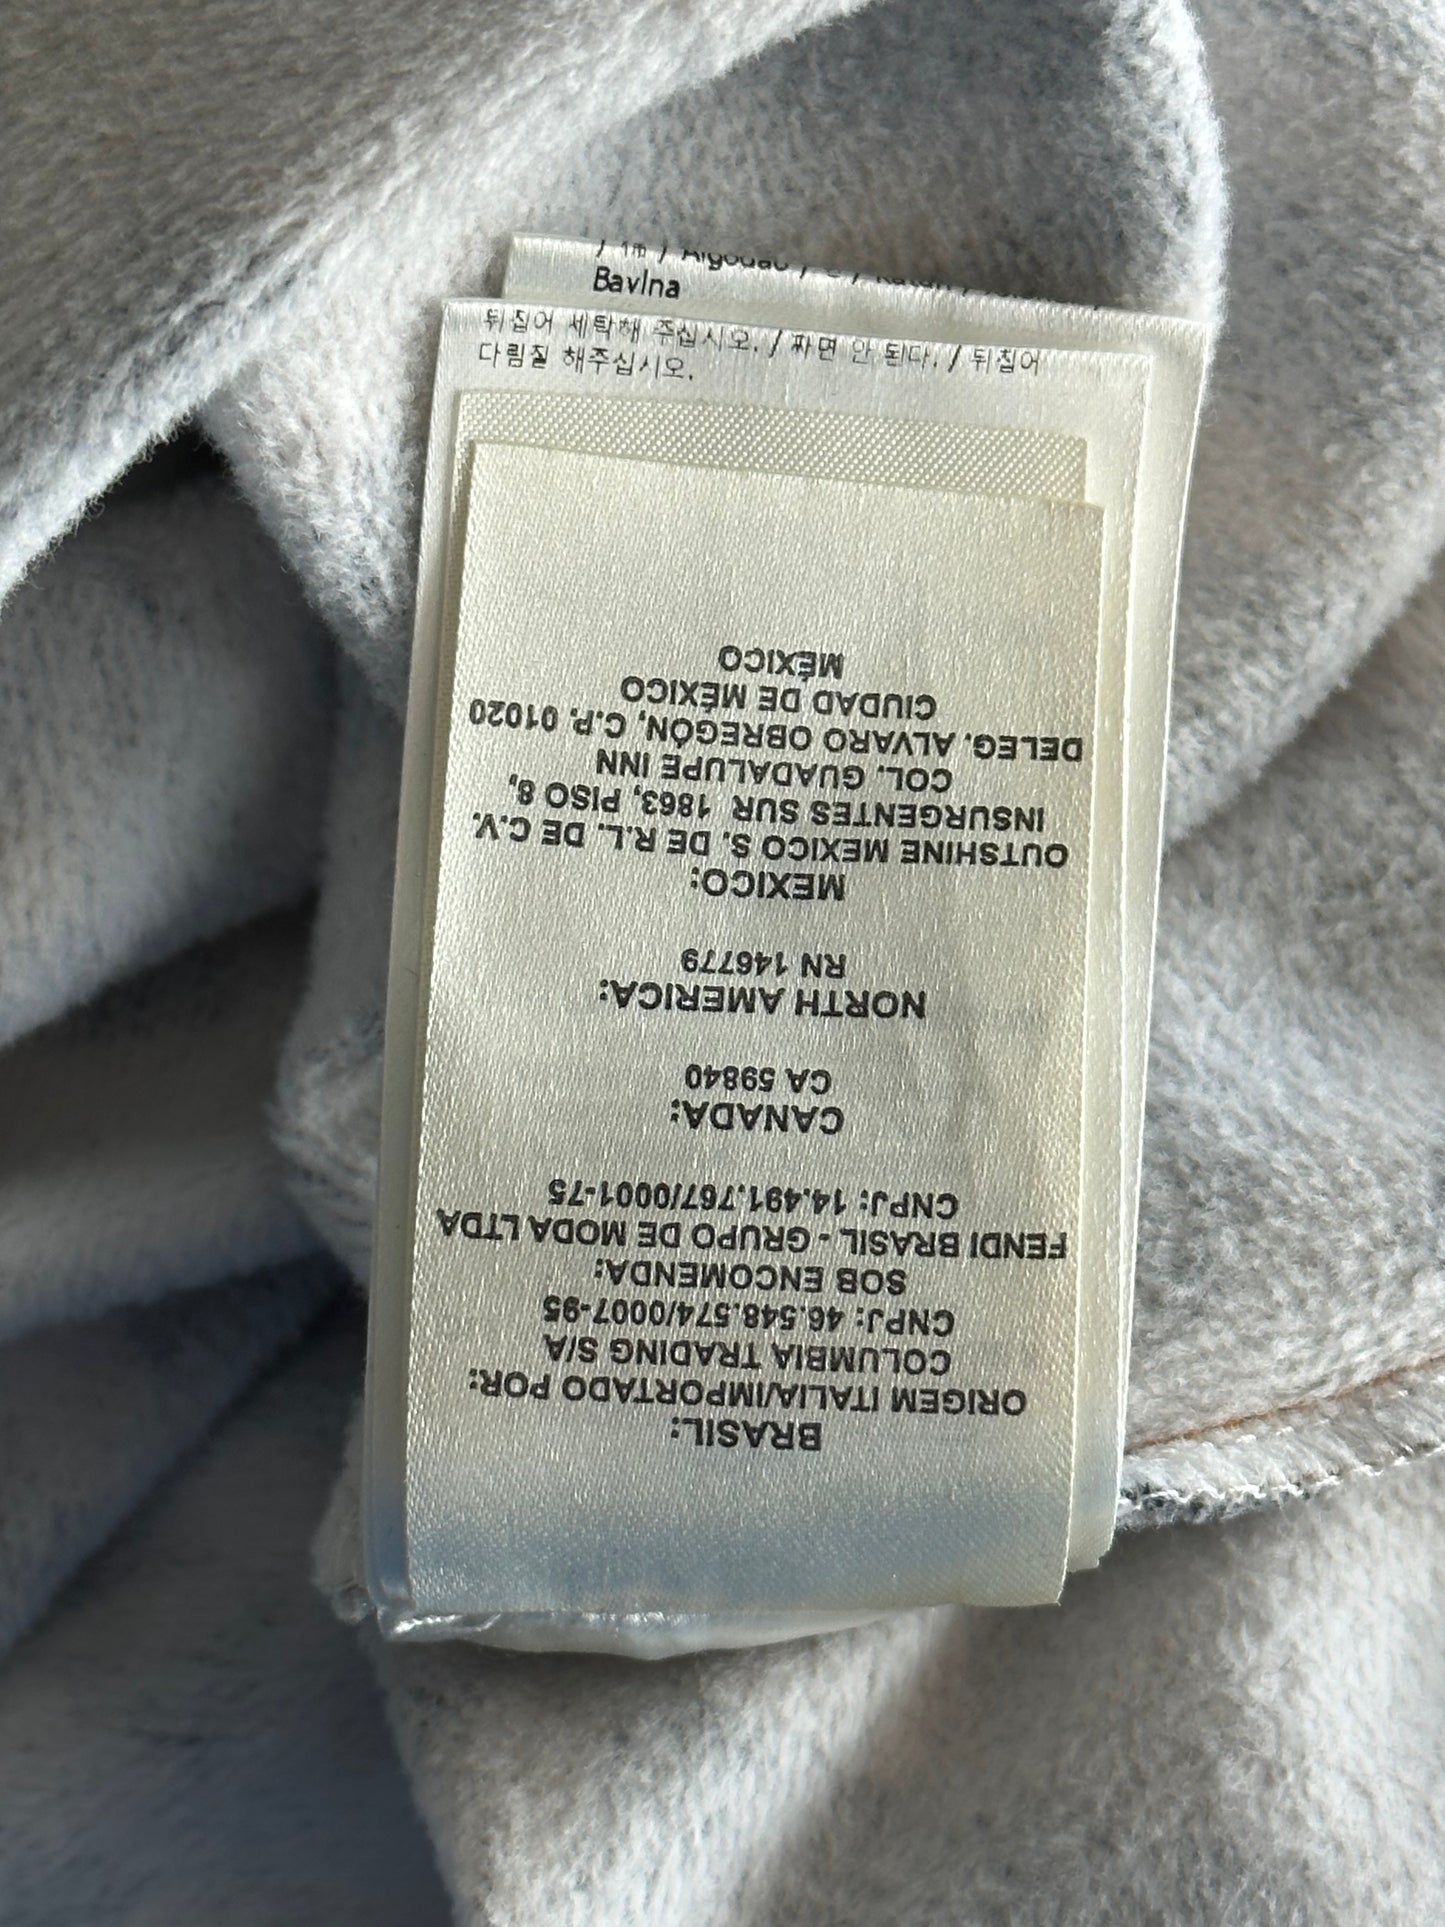 Bavlna
뒤집어 세탁해 주십시오. / 짜면 안 된다. / 뒤집어
다림질 해주십시오.
BRASIL:
ORIGEM ITALIA/IMPORTADO POR:
COLUMBIA TRADING S/A
CNPJ: 46.548.574/0007-95
SOB ENCOMENDA:
FENDI BRASIL - GRUPO DE MODA LTDA
CNPJ: 14.491.767/0001-75
CANADA:
CA 59840
NORTH AMERICA:
RN 146779
MEXICO:
OUTSHINE MEXICO S. DE R.L. DE C.V.
INSURGENTES SUR 1863, PISO 8,
COL. GUADALUPE INN
DELEG. ALVARO OBREGÓN, C.P. 01020
CIUDAD DE MÉXICO
MÉXICO